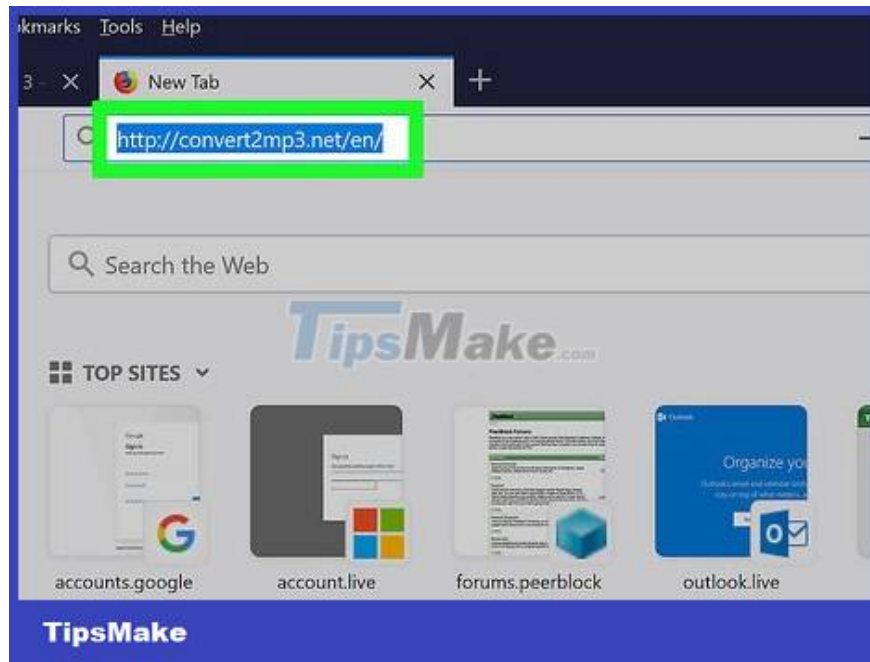 kmarks Tools Help
3 - New Tab
http://convert2mp3.net/en/
Search the Web
TipsMake.com
TOP SITES
Organize you
accounts.google account.live forums.peerblock outlook.live
TipsMake